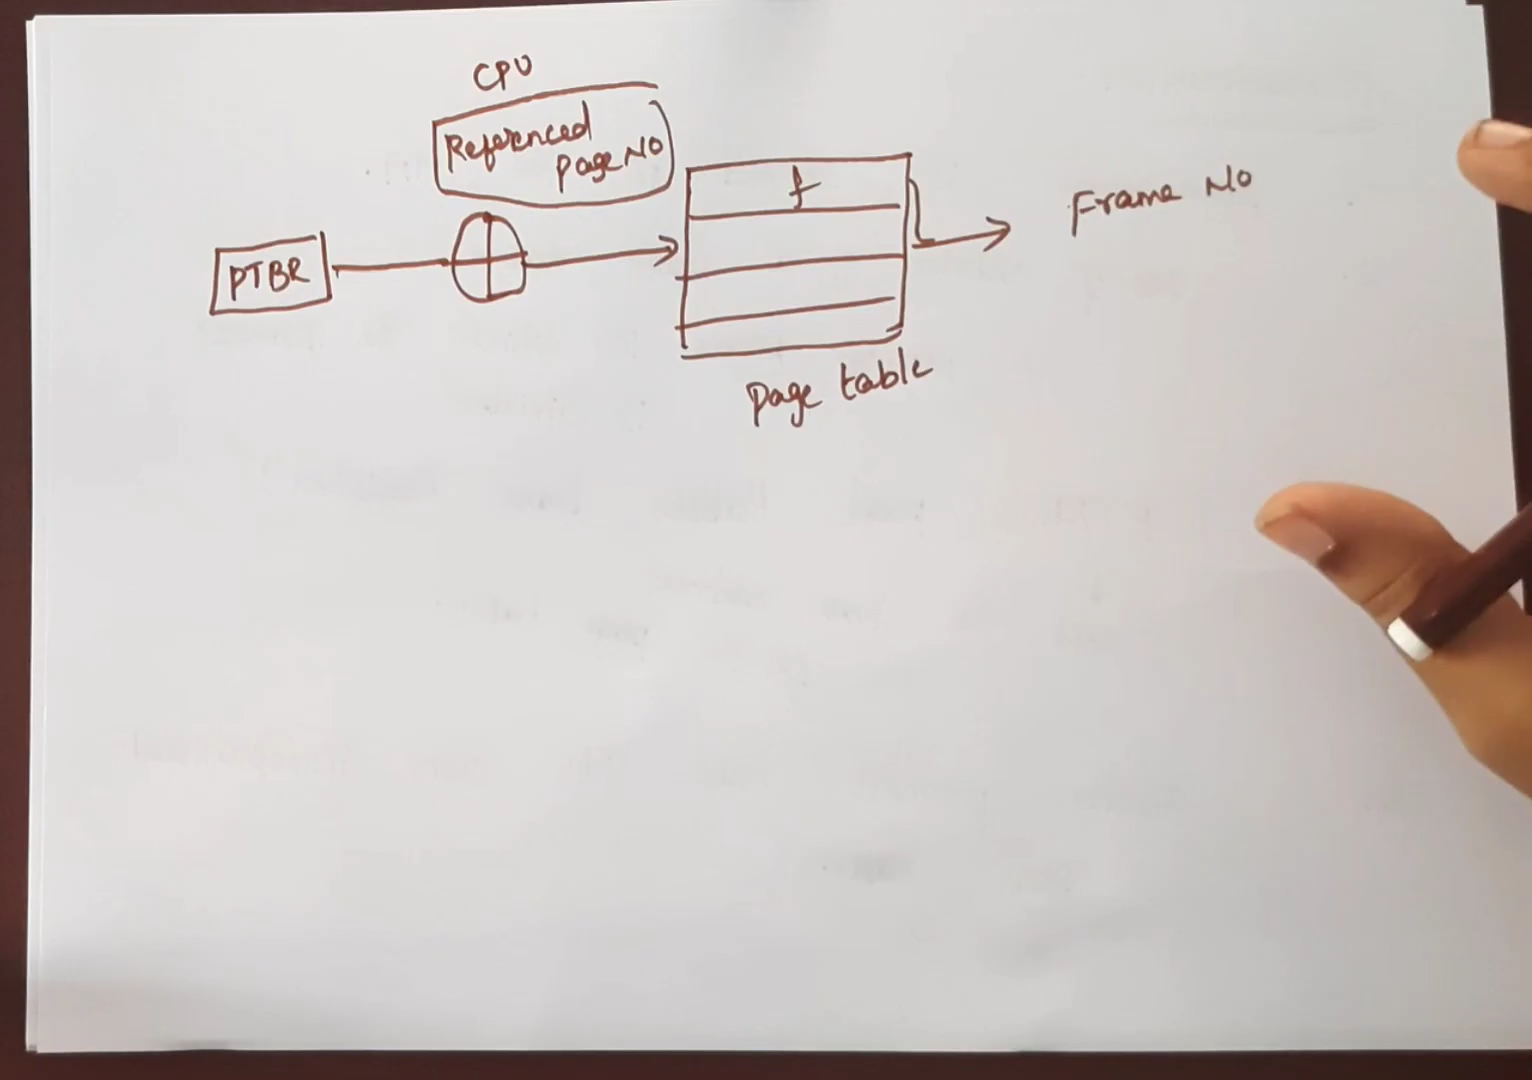 CPU
Referenced
Page No
PTBR
f
Frame No
Page table